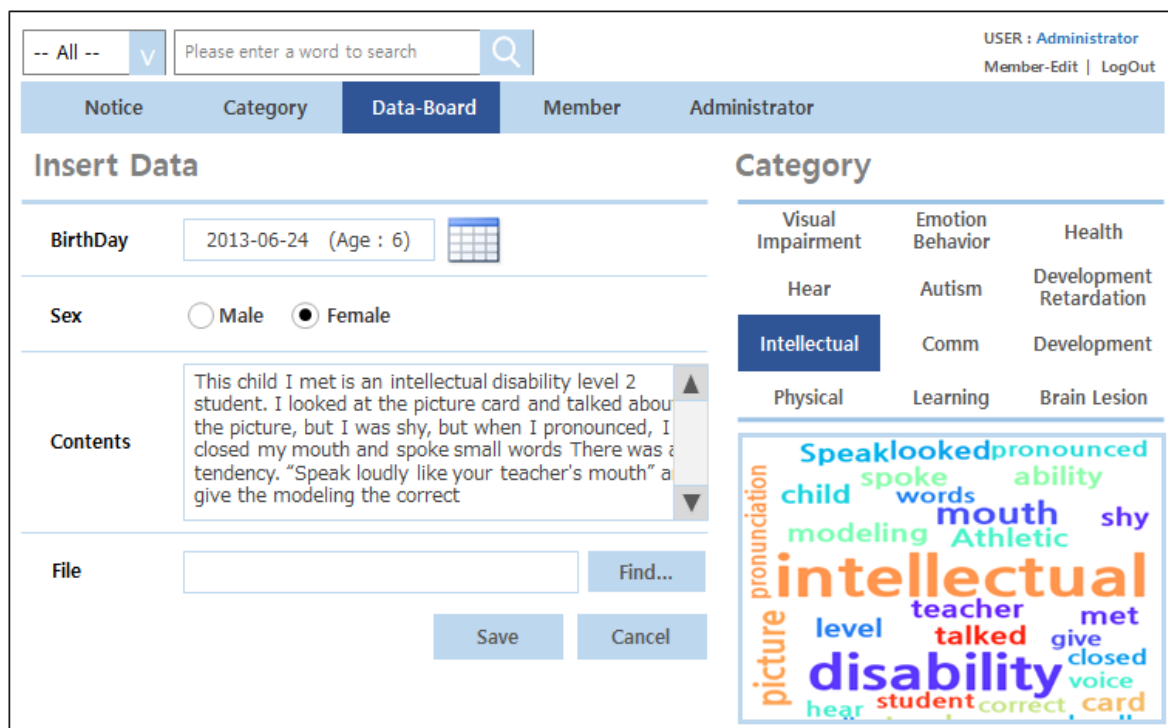 -- All -- V Please enter a word to search
USER : Administrator
Member-Edit | LogOut
Notice Category Data-Board Member Administrator
Insert Data
BirthDay 2013-06-24 (Age : 6)
Sex Male Female
Contents
This child I met is an intellectual disability level 2
student. I looked at the picture card and talked
the picture, but I was shy, but when I pronounced, I
closed my mouth and spoke small words There was
tendency. “Speak loudly like your teacher's mouth”
give the modeling the correct
File Find...
Save Cancel
Category
Visual Impairment Emotion Behavior Health
Hear Autism Development Retardation
Intellectual Comm Development
Physical Learning Brain Lesion
Speak looked pronounced
spoke ability
child words
mouth shy
modeling Athletic
pronunciation
intellectual
teacher met
level talked give
picture
disability closed
voice
hear student correct card